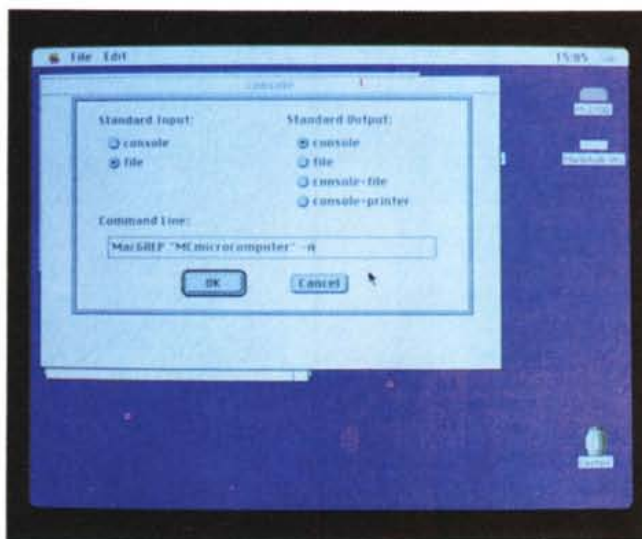 File Edit
15:05
console
Standard Input:
Standard Output:
console
console
file
file
console+file
console+printer
Command Line:
MacGREP "MCmicrocomputer" -n
OK
Cancel